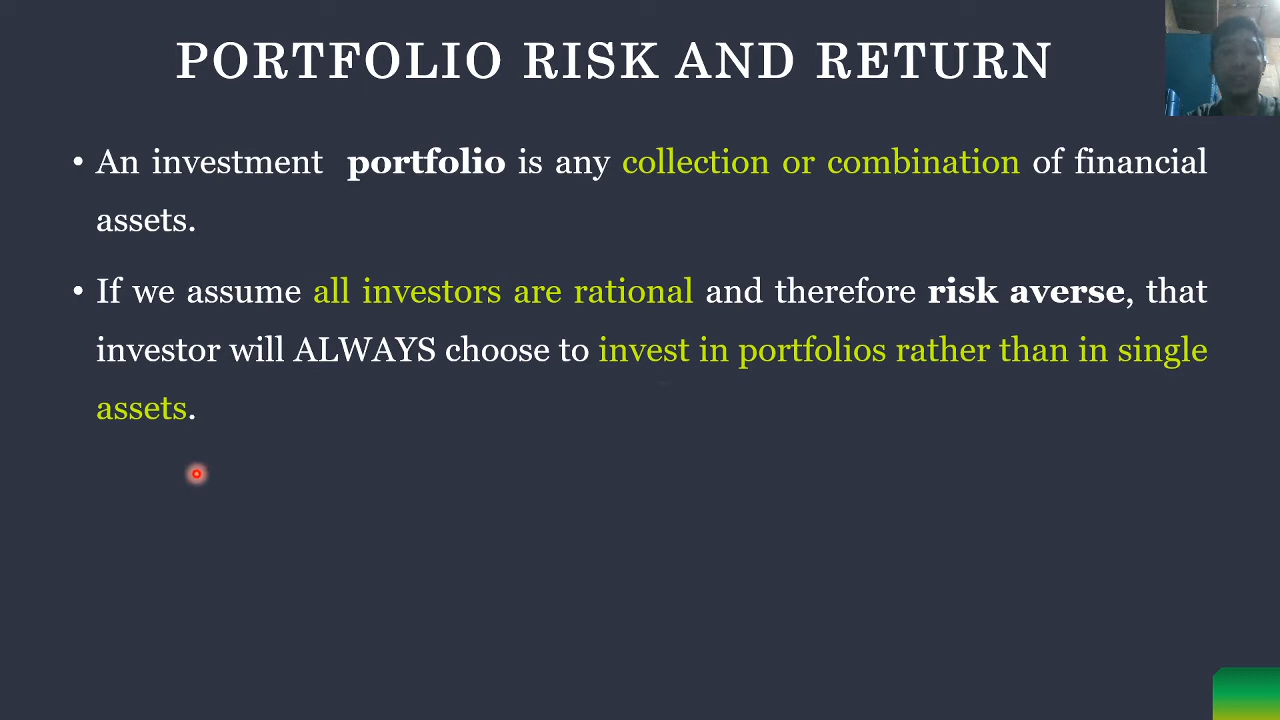 PORTFOLIO RISK AND RETURN
• An investment portfolio is any collection or combination of financial
assets.
• If we assume all investors are rational and therefore risk averse, that
investor will ALWAYS choose to invest in portfolios rather than in single
assets.